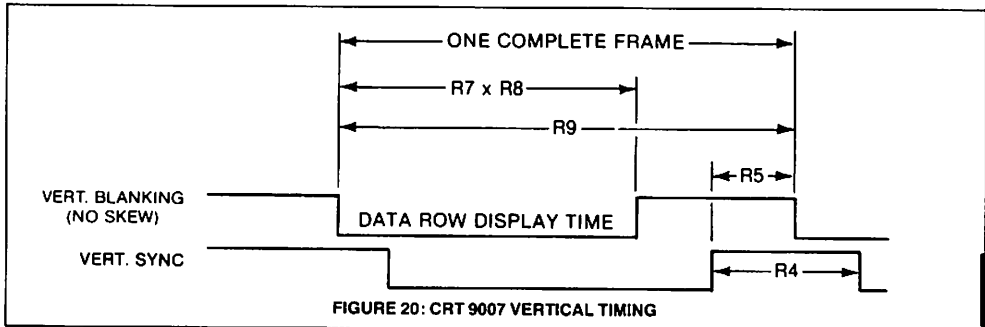 ONE COMPLETE FRAME
R7 x R8
R9
R5
VERT. BLANKING
(NO SKEW)
DATA ROW DISPLAY TIME
VERT. SYNC
R4
FIGURE 20: CRT 9007 VERTICAL TIMING